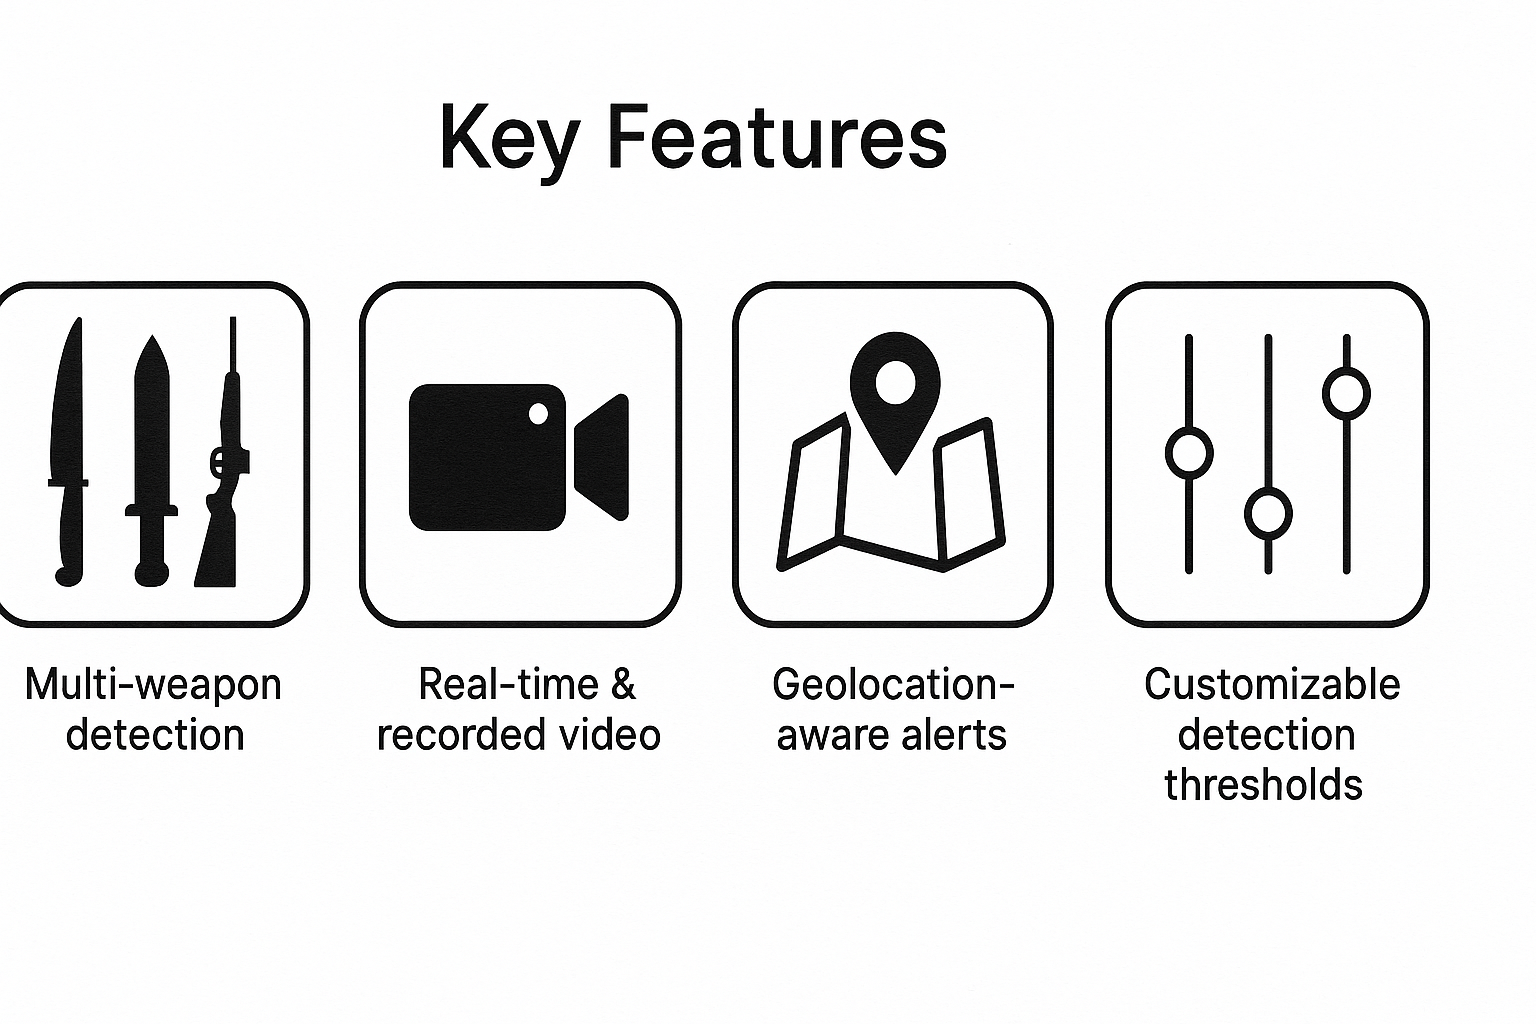 Key Features
Multi-weapon
detection
Real-time &
recorded video
Geolocation-
aware alerts
Customizable
detection
thresholds